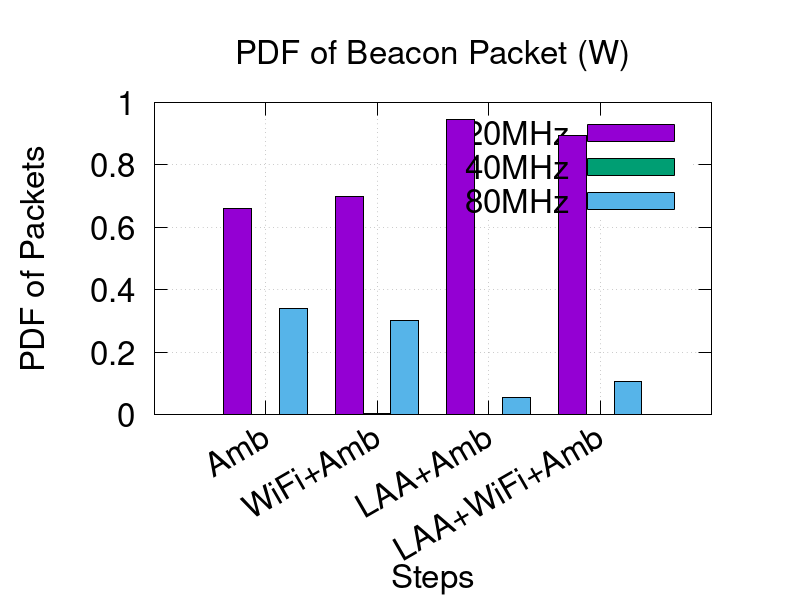 PDF of Beacon Packet (W)
PDF of Packets
1
0.8
0.6
0.4
0.2
0
20MHz
40MHz
80MHz
Amb
WiFi+Amb
LAA+Amb
LAA+WiFi+Amb
Steps